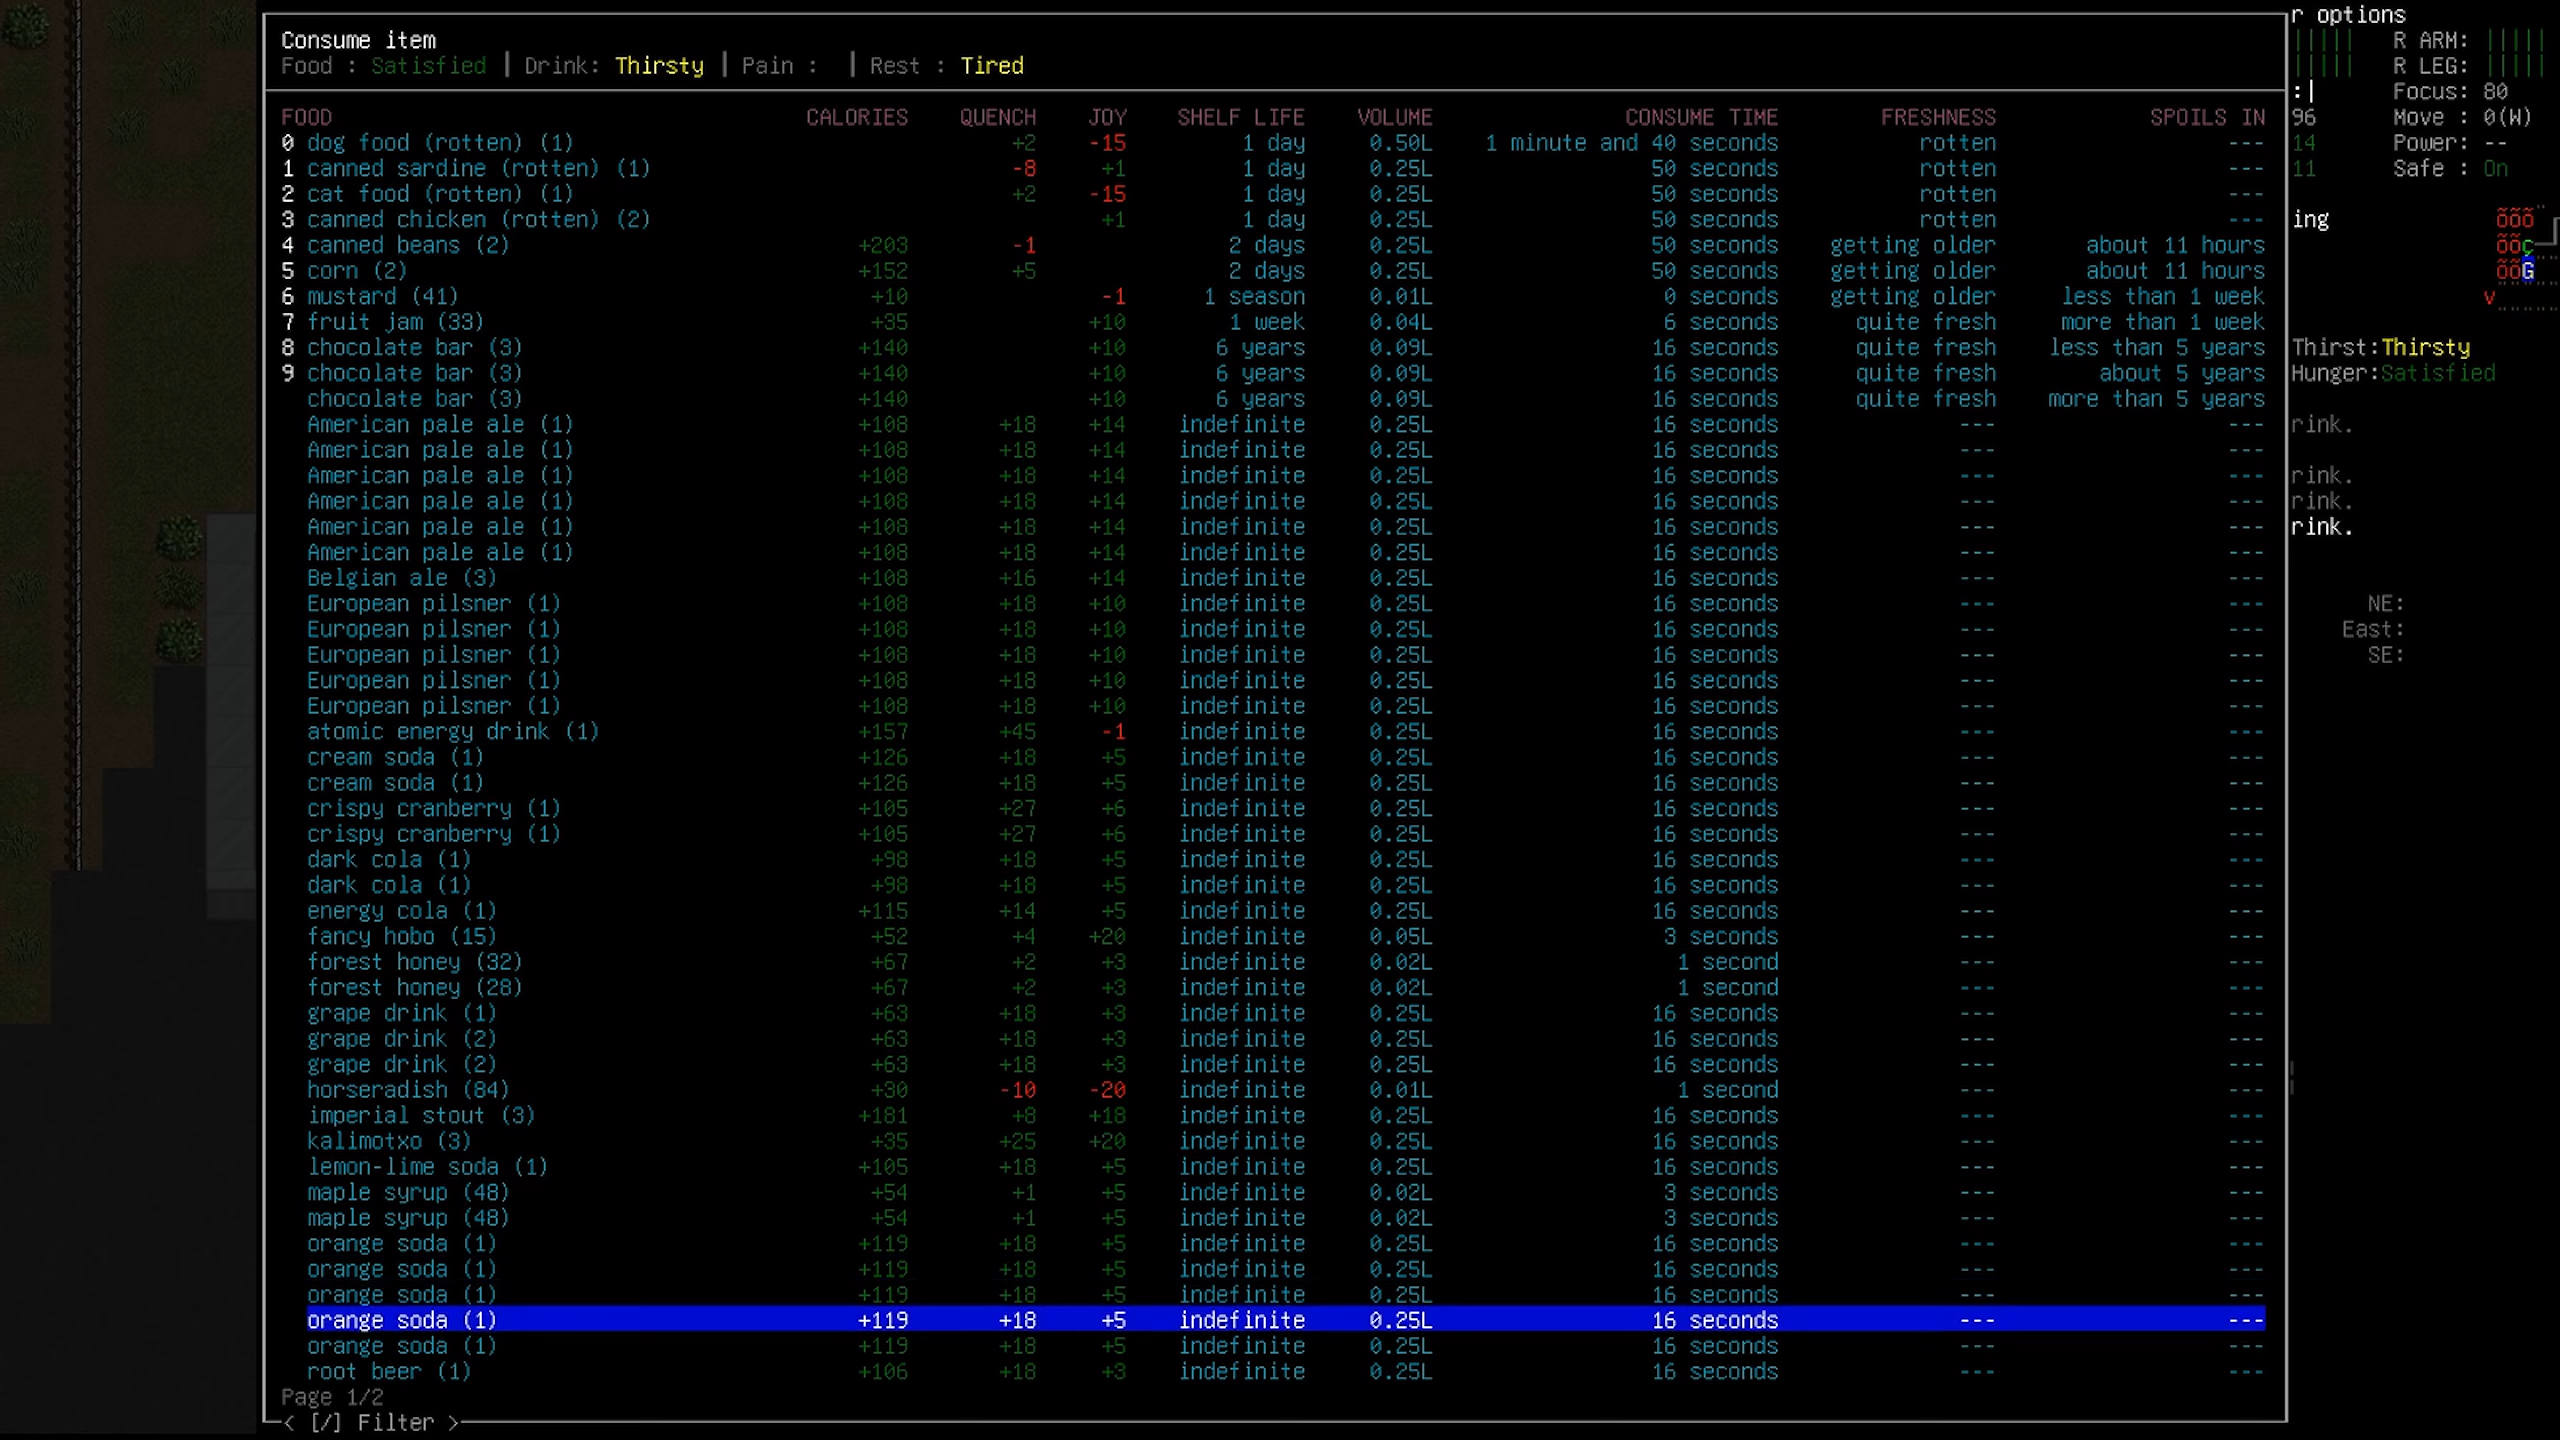 r options
Consume item
R ARM: |||||
Food : Satisfied | Drink: Thirsty | Pain :  | Rest : Tired
R LEG: |||||
:| Focus: 80
FOOD CALORIES QUENCH JOY SHELF LIFE VOLUME CONSUME TIME FRESHNESS SPOILS IN
96 Move : 0(W)
0 dog food (rotten) (1) +2 -15 1 day 0.50L 1 minute and 40 seconds rotten ---
14 Power: --
1 canned sardine (rotten) (1) -8 +1 1 day 0.25L 50 seconds rotten ---
11 Safe : On
2 cat food (rotten) (1) +2 -15 1 day 0.25L 50 seconds rotten ---
3 canned chicken (rotten) (2) +1 1 day 0.25L 50 seconds rotten ---
ing õõõ
4 canned beans (2) +203 -1 2 days 0.25L 50 seconds getting older about 11 hours
õõç
5 corn (2) +152 +5 2 days 0.25L 50 seconds getting older about 11 hours
õõG
6 mustard (41) +10 -1 1 season 0.01L 0 seconds getting older less than 1 week
v
7 fruit jam (33) +35 +10 1 week 0.04L 6 seconds quite fresh more than 1 week
8 chocolate bar (3) +140 +10 6 years 0.09L 16 seconds quite fresh less than 5 years
Thirst:Thirsty
9 chocolate bar (3) +140 +10 6 years 0.09L 16 seconds quite fresh about 5 years
Hunger:Satisfied
chocolate bar (3) +140 +10 6 years 0.09L 16 seconds quite fresh more than 5 years
American pale ale (1) +108 +18 +14 indefinite 0.25L 16 seconds --- ---
rink.
American pale ale (1) +108 +18 +14 indefinite 0.25L 16 seconds --- ---
American pale ale (1) +108 +18 +14 indefinite 0.25L 16 seconds --- ---
rink.
American pale ale (1) +108 +18 +14 indefinite 0.25L 16 seconds --- ---
rink.
American pale ale (1) +108 +18 +14 indefinite 0.25L 16 seconds --- ---
rink.
American pale ale (1) +108 +18 +14 indefinite 0.25L 16 seconds --- ---
Belgian ale (3) +108 +16 +14 indefinite 0.25L 16 seconds --- ---
European pilsner (1) +108 +18 +10 indefinite 0.25L 16 seconds --- ---
NE:
European pilsner (1) +108 +18 +10 indefinite 0.25L 16 seconds --- ---
East:
European pilsner (1) +108 +18 +10 indefinite 0.25L 16 seconds --- ---
SE:
European pilsner (1) +108 +18 +10 indefinite 0.25L 16 seconds --- ---
European pilsner (1) +108 +18 +10 indefinite 0.25L 16 seconds --- ---
atomic energy drink (1) +157 +45 -1 indefinite 0.25L 16 seconds --- ---
cream soda (1) +126 +18 +5 indefinite 0.25L 16 seconds --- ---
cream soda (1) +126 +18 +5 indefinite 0.25L 16 seconds --- ---
crispy cranberry (1) +105 +27 +6 indefinite 0.25L 16 seconds --- ---
crispy cranberry (1) +105 +27 +6 indefinite 0.25L 16 seconds --- ---
dark cola (1) +98 +18 +5 indefinite 0.25L 16 seconds --- ---
dark cola (1) +98 +18 +5 indefinite 0.25L 16 seconds --- ---
energy cola (1) +115 +14 +5 indefinite 0.25L 16 seconds --- ---
fancy hobo (15) +52 +4 +20 indefinite 0.05L 3 seconds --- ---
forest honey (32) +67 +2 +3 indefinite 0.02L 1 second --- ---
forest honey (28) +67 +2 +3 indefinite 0.02L 1 second --- ---
grape drink (1) +63 +18 +3 indefinite 0.25L 16 seconds --- ---
grape drink (2) +63 +18 +3 indefinite 0.25L 16 seconds --- ---
grape drink (2) +63 +18 +3 indefinite 0.25L 16 seconds --- ---
horseradish (84) +30 -10 -20 indefinite 0.01L 1 second --- ---
imperial stout (3) +181 +8 +18 indefinite 0.25L 16 seconds --- ---
kalimotxo (3) +35 +25 +20 indefinite 0.25L 16 seconds --- ---
lemon-lime soda (1) +105 +18 +5 indefinite 0.25L 16 seconds --- ---
maple syrup (48) +54 +1 +5 indefinite 0.02L 3 seconds --- ---
maple syrup (48) +54 +1 +5 indefinite 0.02L 3 seconds --- ---
orange soda (1) +119 +18 +5 indefinite 0.25L 16 seconds --- ---
orange soda (1) +119 +18 +5 indefinite 0.25L 16 seconds --- ---
orange soda (1) +119 +18 +5 indefinite 0.25L 16 seconds --- ---
orange soda (1) +119 +18 +5 indefinite 0.25L 16 seconds --- ---
orange soda (1) +119 +18 +5 indefinite 0.25L 16 seconds --- ---
root beer (1) +106 +18 +3 indefinite 0.25L 16 seconds --- ---
Page 1/2
< [/] Filter >